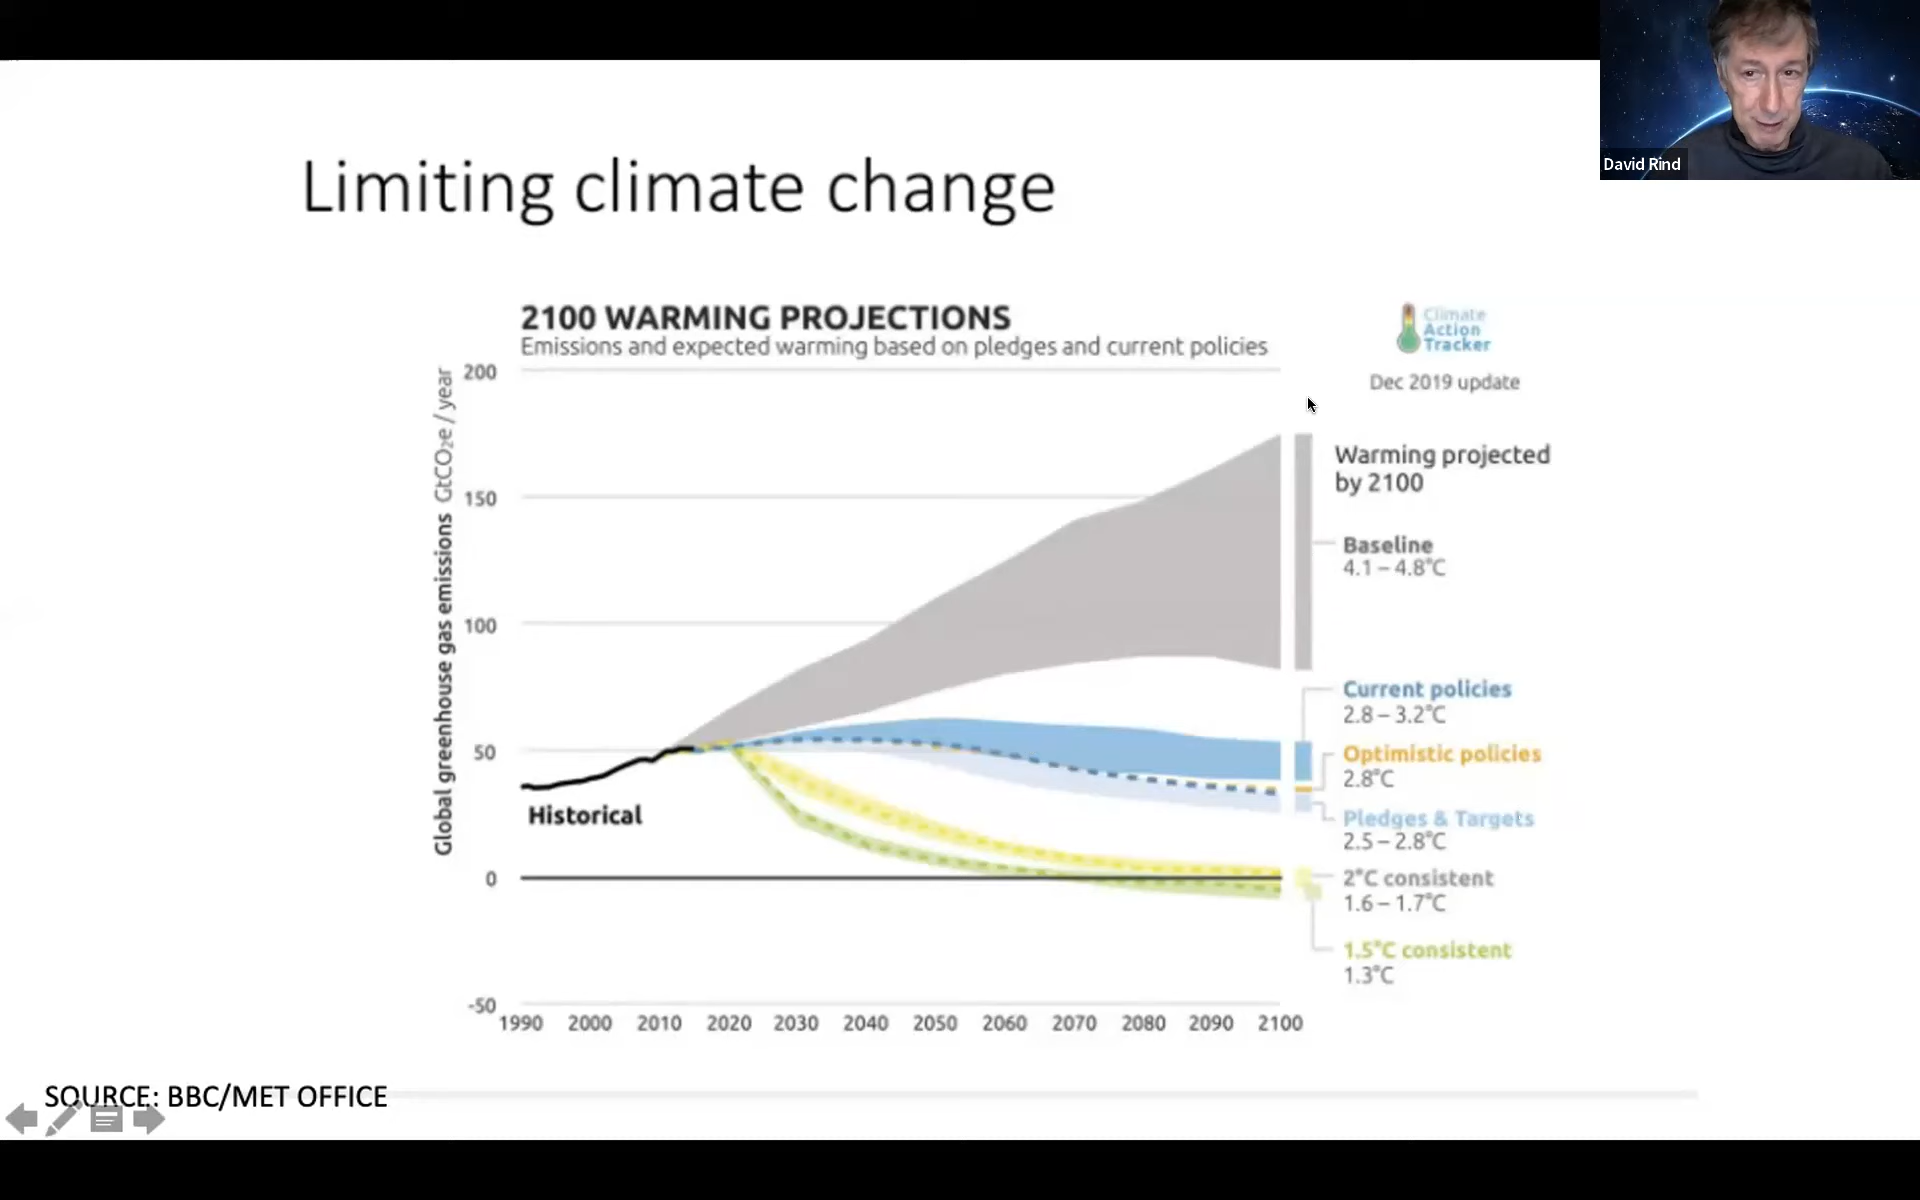 David Rind
Limiting climate change
2100 WARMING PROJECTIONS
Emissions and expected warming based on pledges and current policies
Climate
Action
Tracker
Dec 2019 update
Global greenhouse gas emissions GtCO₂e / year
200
150
100
50
0
-50
Historical
1990 2000 2010 2020 2030 2040 2050 2060 2070 2080 2090 2100
Warming projected
by 2100
Baseline
4.1 – 4.8°C
Current policies
2.8 – 3.2°C
Optimistic policies
2.8°C
Pledges & Targets
2.5 – 2.8°C
2°C consistent
1.6 – 1.7°C
1.5°C consistent
1.3°C
SOURCE: BBC/MET OFFICE